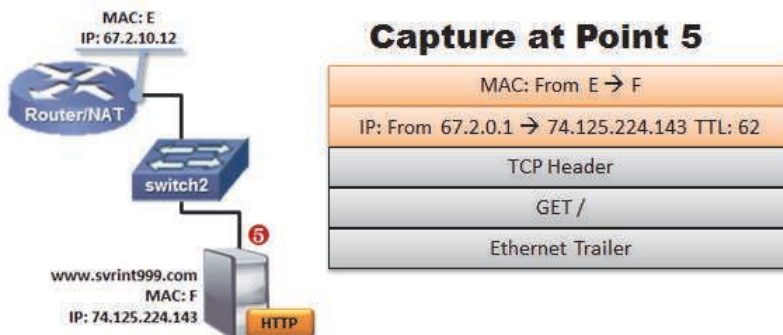 MAC: E
IP: 67.2.10.12
Router/NAT
switch2
5
www.svrint999.com
MAC: F
IP: 74.125.224.143
HTTP
Capture at Point 5
MAC: From E → F
IP: From 67.2.0.1 → 74.125.224.143 TTL: 62
TCP Header
GET /
Ethernet Trailer